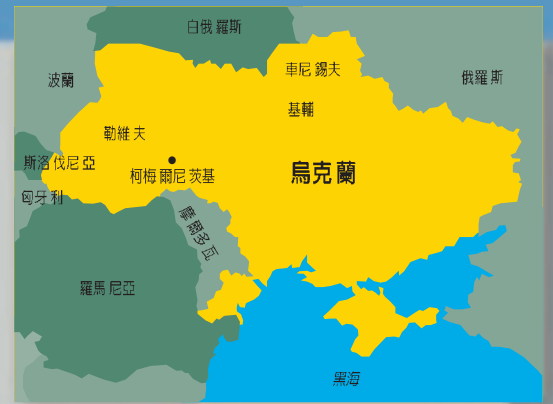 白俄羅斯
車尼錫夫
俄羅斯
波蘭
基輔
勒維夫
斯洛伐尼亞
柯梅爾尼茨基
烏克蘭
匈牙利
摩爾多瓦
羅馬尼亞
黑海